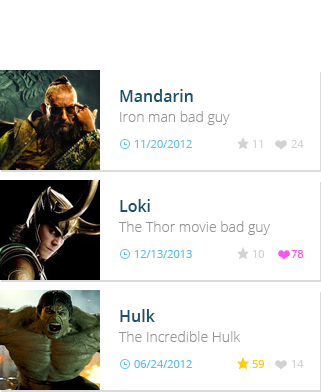 Mandarin
Iron man bad guy
11/20/2012 11 24
Loki
The Thor movie bad guy
12/13/2013 10 78
Hulk
The Incredible Hulk
06/24/2012 59 14